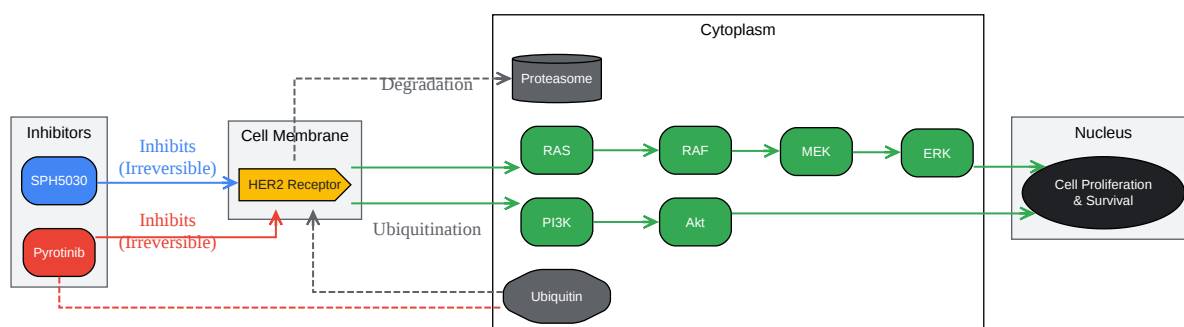 Cytoplasm
Proteasome
Degradation
Inhibitors
Cell Membrane
Nucleus
Inhibits
(Irreversible)
RAS
RAF
MEK
ERK
SPH5030
HER2 Receptor
Cell Proliferation
& Survival
Inhibits
(Irreversible)
Ubiquitination
PI3K
Akt
Pyrotinib
Ubiquitin